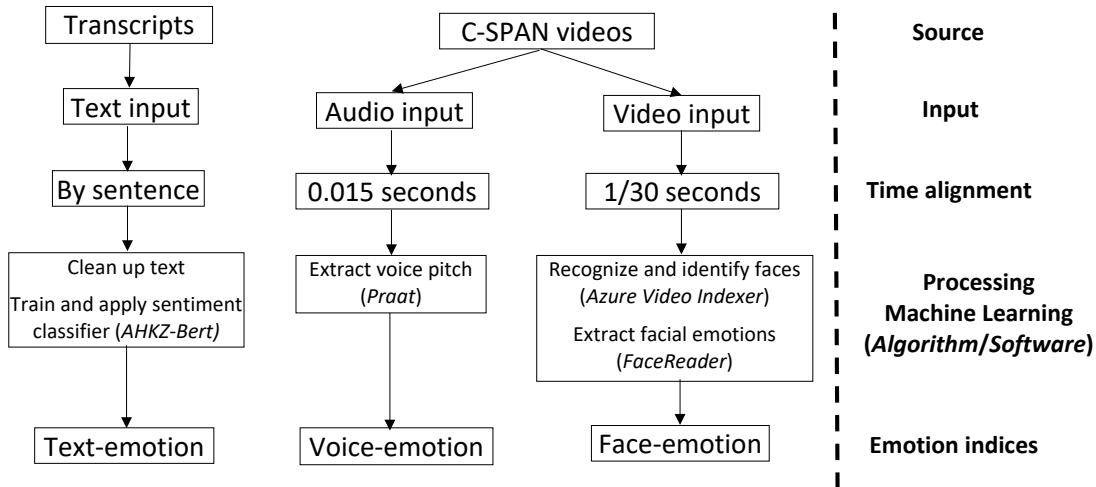 Transcripts
C-SPAN videos
Source
Text input
Audio input
Video input
Input
By sentence
0.015 seconds
1/30 seconds
Time alignment
Clean up text
Train and apply sentiment
classifier (AHKZ-Bert)
Extract voice pitch
(Praat)
Recognize and identify faces
(Azure Video Indexer)
Extract facial emotions
(FaceReader)
Processing
Machine Learning
(Algorithm/Software)
Text-emotion
Voice-emotion
Face-emotion
Emotion indices